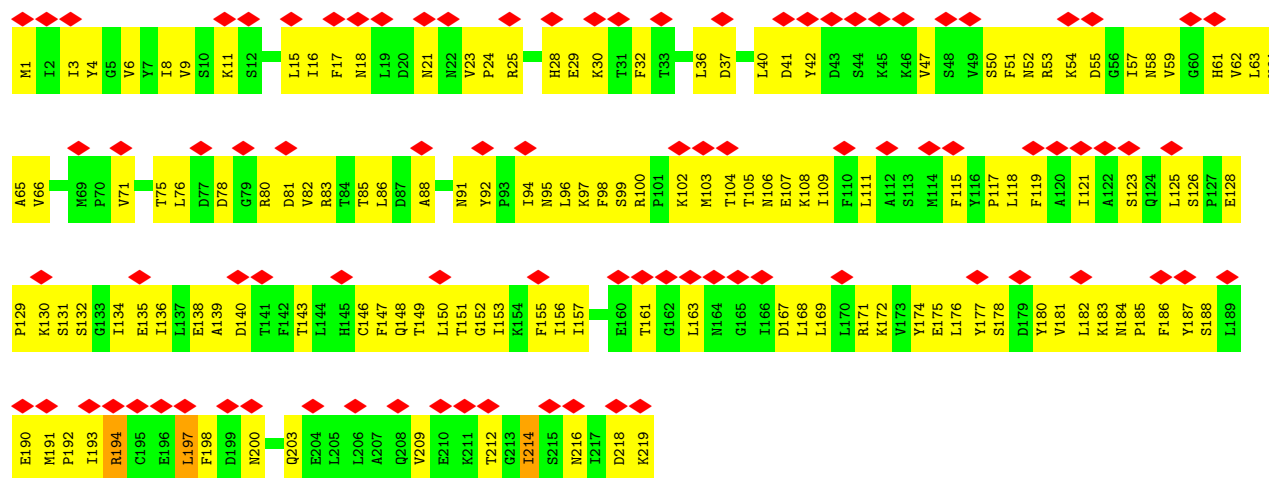 M1 I2 I3 Y4 G5 V6 Y7 I8 V9 S10 K11 S12 L15 I16 F17 N18 L19 D20 N21 N22 V23 P24 R25 H28 E29 K30 T31 F32 T33 L36 D37 L40 D41 Y42 D43 S44 K45 K46 V47 S48 V49 S50 F51 N52 R53 K54 D55 G56 I57 N58 V59 G60 H61 V62 L63
A65 V66 M69 P70 V71 T75 L76 D77 D78 G79 R80 D81 V82 R83 T84 T85 L86 D87 A88 N91 Y92 P93 I94 N95 L96 K97 F98 S99 R100 P101 K102 M103 T104 T105 N106 E107 K108 I109 F110 L111 A112 S113 M114 F115 Y116 P117 L118 F119 A120 I121 A122 S123 Q124 L125 S126 P127 E128
P129 K130 S131 S132 G133 I134 E135 I136 L137 E138 A139 D140 T141 F142 T143 L144 H145 C146 F147 Q148 T149 L150 T151 G152 I153 K154 F155 I156 I157 E160 T161 G162 L163 N164 G165 I166 D167 L168 L169 L170 R171 K172 V173 Y174 E175 L176 Y177 S178 D179 Y180 V181 L182 K183 N184 P185 F186 Y187 S188 L189
E190 M191 P192 I193 R194 C195 E196 L197 F198 D199 N200 Q203 E204 L205 L206 A207 Q208 V209 E210 K211 T212 G213 I214 S215 N216 I217 D218 K219